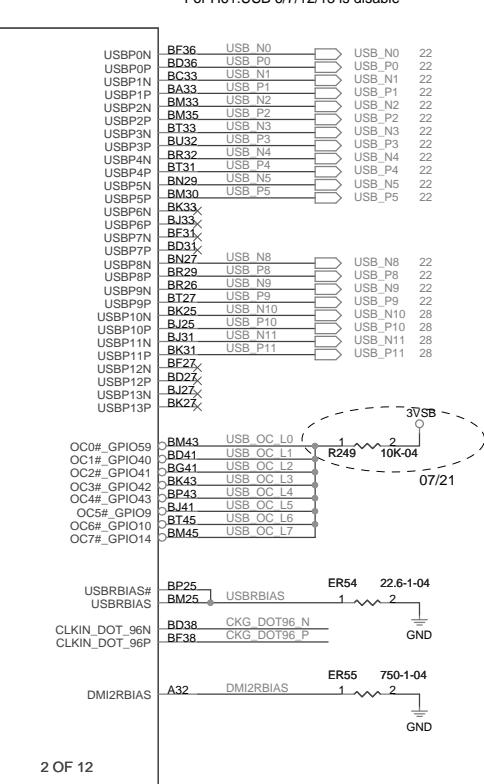 USBP0N BF36 USB_N0 USB_N0 22
USBP0P BD36 USB_P0 USB_P0 22
USBP1N BC33 USB_N1 USB_N1 22
USBP1P BA33 USB_P1 USB_P1 22
USBP2N BM33 USB_N2 USB_N2 22
USBP2P BM35 USB_P2 USB_P2 22
USBP3N BT33 USB_N3 USB_N3 22
USBP3P BU32 USB_P3 USB_P3 22
USBP4N BR32 USB_N4 USB_N4 22
USBP4P BT31 USB_P4 USB_P4 22
USBP5N BN29 USB_N5 USB_N5 22
USBP5P BM30 USB_P5 USB_P5 22
USBP6N BK33
USBP6P BJ33
USBP7N BF31
USBP7P BD31
USBP8N BN27 USB_N8 USB_N8 22
USBP8P BR29 USB_P8 USB_P8 22
USBP9N BR26 USB_N9 USB_N9 22
USBP9P BT27 USB_P9 USB_P9 22
USBP10N BK25 USB_N10 USB_N10 28
USBP10P BJ25 USB_P10 USB_P10 28
USBP11N BJ31 USB_N11 USB_N11 28
USBP11P BK31 USB_P11 USB_P11 28
USBP12N BF27
USBP12P BD27
USBP13N BJ27
USBP13P BK27
3VSB
OC0#_GPIO59 BM43 USB_OC_L0 1 R249 2 10K-04
OC1#_GPIO40 BD41 USB_OC_L1
OC2#_GPIO41 BG41 USB_OC_L2
OC3#_GPIO42 BK43 USB_OC_L3 07/21
OC4#_GPIO43 BP43 USB_OC_L4
OC5#_GPIO9 BJ41 USB_OC_L5
OC6#_GPIO10 BT45 USB_OC_L6
OC7#_GPIO14 BM45 USB_OC_L7
USBRBIAS# BP25 ER54 22.6-1-04
USBRBIAS BM25 USBRBIAS 1 2
GND
CLKIN_DOT_96N BD38 CKG_DOT96_N
CLKIN_DOT_96P BF38 CKG_DOT96_P
ER55 750-1-04
DMI2RBIAS A32 DMI2RBIAS 1 2
GND
2 OF 12